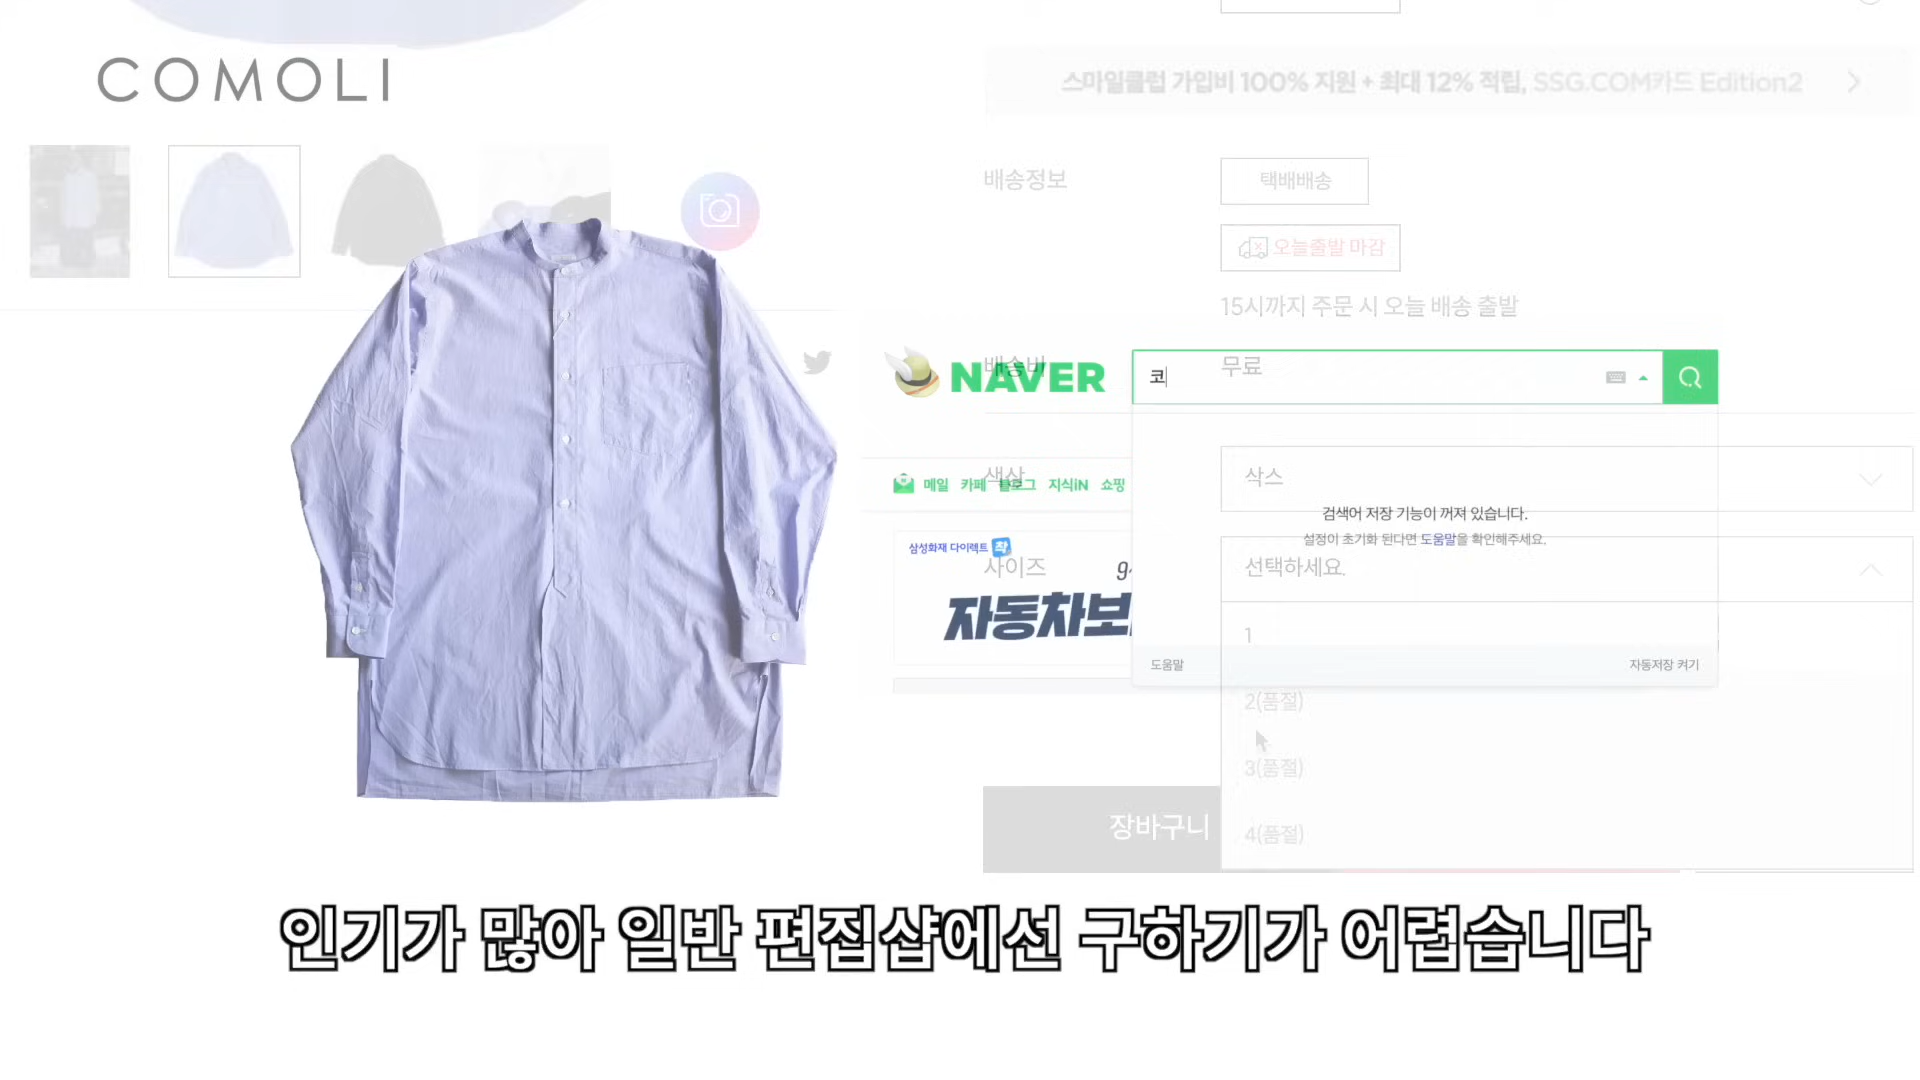 COMOLI
스마일클럽 가입비 100% 지원 + 최대 12% 적립, SSG.COM카드 Edition2
배송정보
택배배송
오늘출발 마감
15시까지 주문 시 오늘 배송 출발
배송비
무료
NAVER
코
메일 카페 블로그 지식iN 쇼핑
색상
삭스
검색어 저장 기능이 꺼져 있습니다.
설정이 초기화 된다면 도움말을 확인해주세요.
삼성화재 다이렉트 착
사이즈
선택하세요.
자동차보
1
도움말
자동저장 켜기
2(품절)
3(품절)
장바구니
4(품절)
인기가 많아 일반 편집샵에선 구하기가 어렵습니다